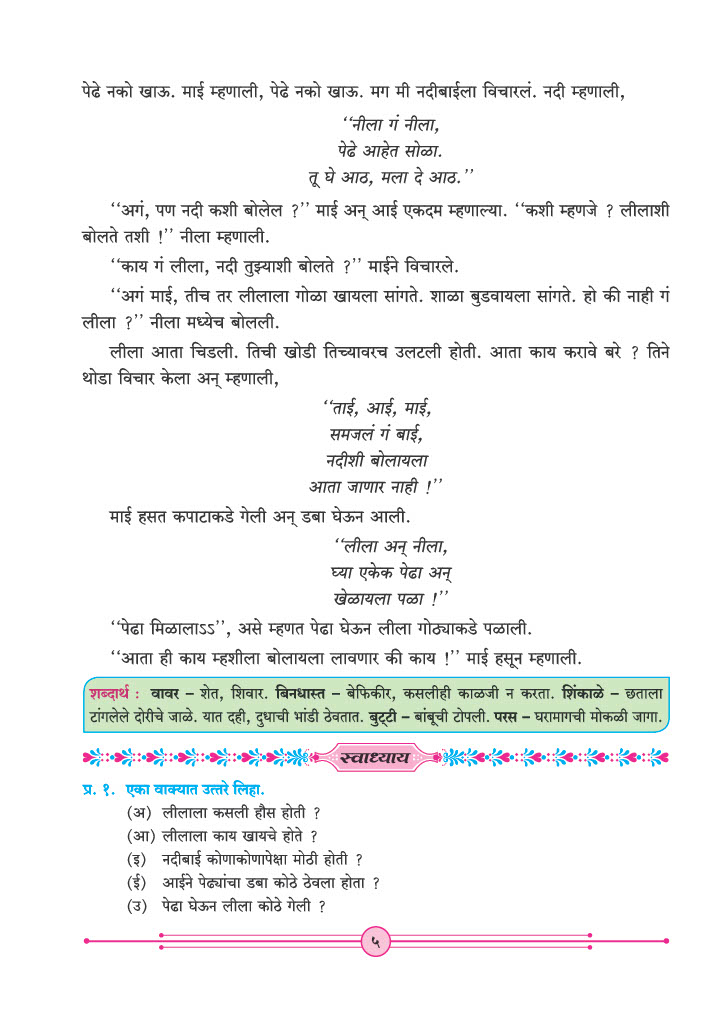 पेढे नको खाऊ. माई म्हणाली, पेढे नको खाऊ. मग मी नदीबाईला विचारलं. नदी म्हणाली,
‘‘नीला गं नीला,
पेढे आहेत सोळा.
तू घे आठ, मला दे आठ.’’
‘‘अगं, पण नदी कशी बोलेल ?’’ माई अन् आई एकदम म्हणाल्या. ‘‘कशी म्हणजे ? लीलाशी
बोलते तशी !’’ नीला म्हणाली.
‘‘काय गं लीला, नदी तुझ्याशी बोलते ?’’ माईने विचारले.
‘‘अगं माई, तीच तर लीलाला गोळा खायला सांगते. शाळा बुडवायला सांगते. हो की नाही गं
लीला ?’’ नीला मध्येच बोलली.
लीला आता चिडली. तिची खोडी तिच्यावरच उलटली होती. आता काय करावे बरे ? तिने
थोडा विचार केला अन् म्हणाली,
‘‘ताई, आई, माई,
समजलं गं बाई,
नदीशी बोलायला
आता जाणार नाही !’’
माई हसत कपाटाकडे गेली अन् डबा घेऊन आली.
‘‘लीला अन् नीला,
घ्या एकेक पेढा अन्
खेळायला पळा !’’
‘‘पेढा मिळालाऽऽ’’, असे म्हणत पेढा घेऊन लीला गोठ्याकडे पळाली.
‘‘आता ही काय म्हशीला बोलायला लावणार की काय !’’ माई हसून म्हणाली.
शब्दार्थ : वावर – शेत, शिवार. बिनधास्त – बेफिकीर, कसलीही काळजी न करता. शिंकाळे – छताला
टांगलेले दोरीचे जाळे. यात दही, दुधाची भांडी ठेवतात. बुट्टी – बांबूची टोपली. परस – घरामागची मोकळी जागा.
स्वाध्याय
प्र. १. एका वाक्यात उत्तरे लिहा.
(अ) लीलाला कसली हौस होती ?
(आ) लीलाला काय खायचे होते ?
(इ) नदीबाई कोणाकोणापेक्षा मोठी होती ?
(ई) आईने पेढ्यांचा डबा कोठे ठेवला होता ?
(उ) पेढा घेऊन लीला कोठे गेली ?
५